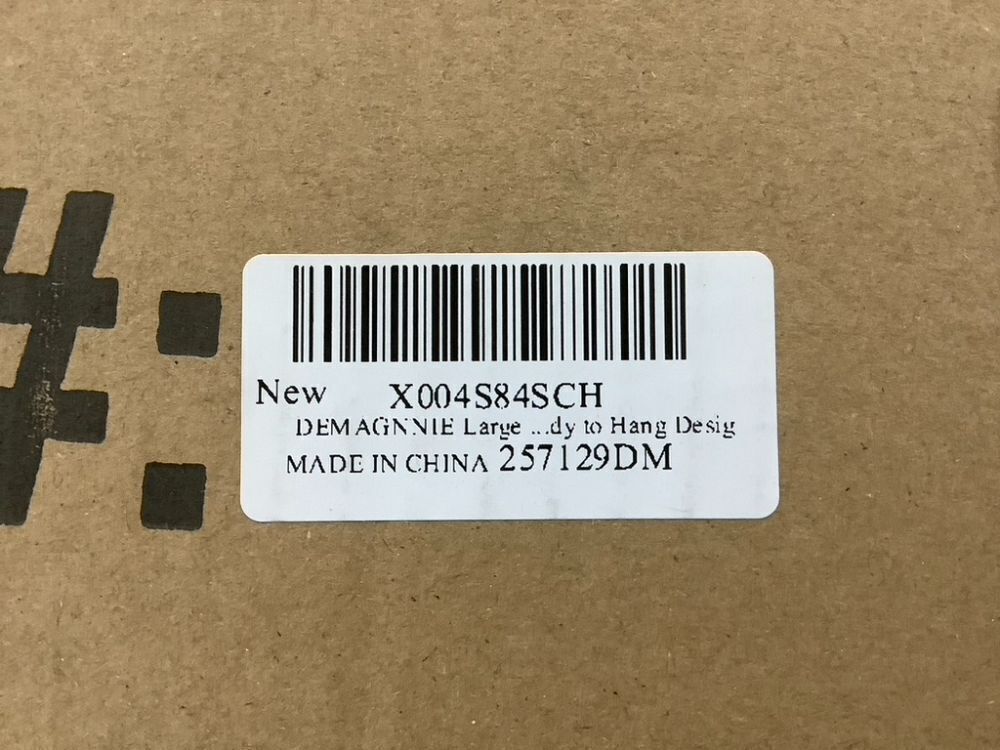 #:
New X004S84SCH
DEMAGNNIE Large ...dy to Hang Desig
MADE IN CHINA 257129DM